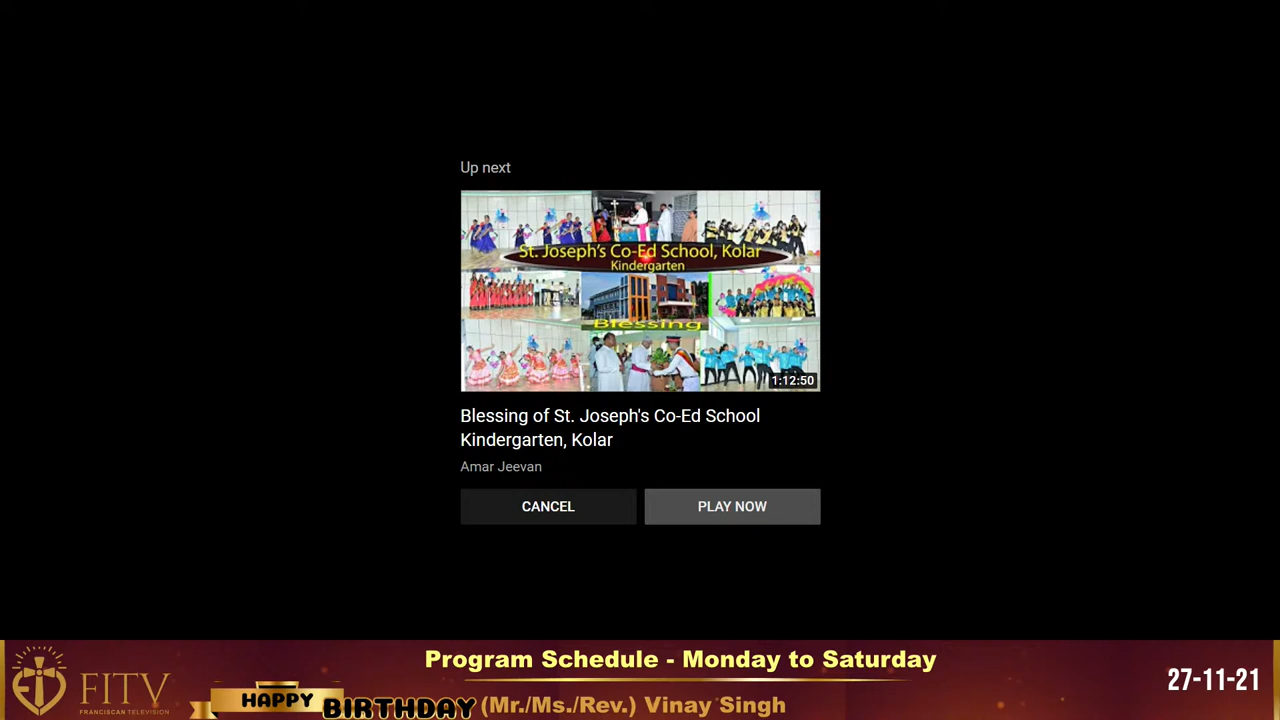 Up next
St. Joseph's Co-Ed School, Kolar
Kindergarten
Blessing
1:12:50
Blessing of St. Joseph's Co-Ed School
Kindergarten, Kolar
Amar Jeevan
CANCEL
PLAY NOW
Program Schedule - Monday to Saturday
FITV
FRANCISCAN TELEVISION
HAPPY BIRTHDAY (Mr./Ms./Rev.) Vinay Singh
27-11-21